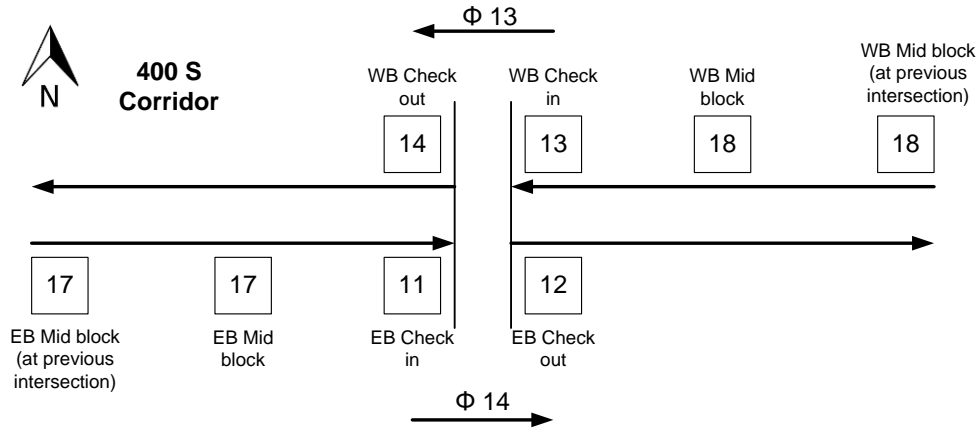 Φ 13
N
400 S
Corridor
WB Check
out
WB Check
in
WB Mid
block
WB Mid block
(at previous
intersection)
14
13
18
18
17
17
11
12
EB Mid block
(at previous
intersection)
EB Mid
block
EB Check
in
EB Check
out
Φ 14